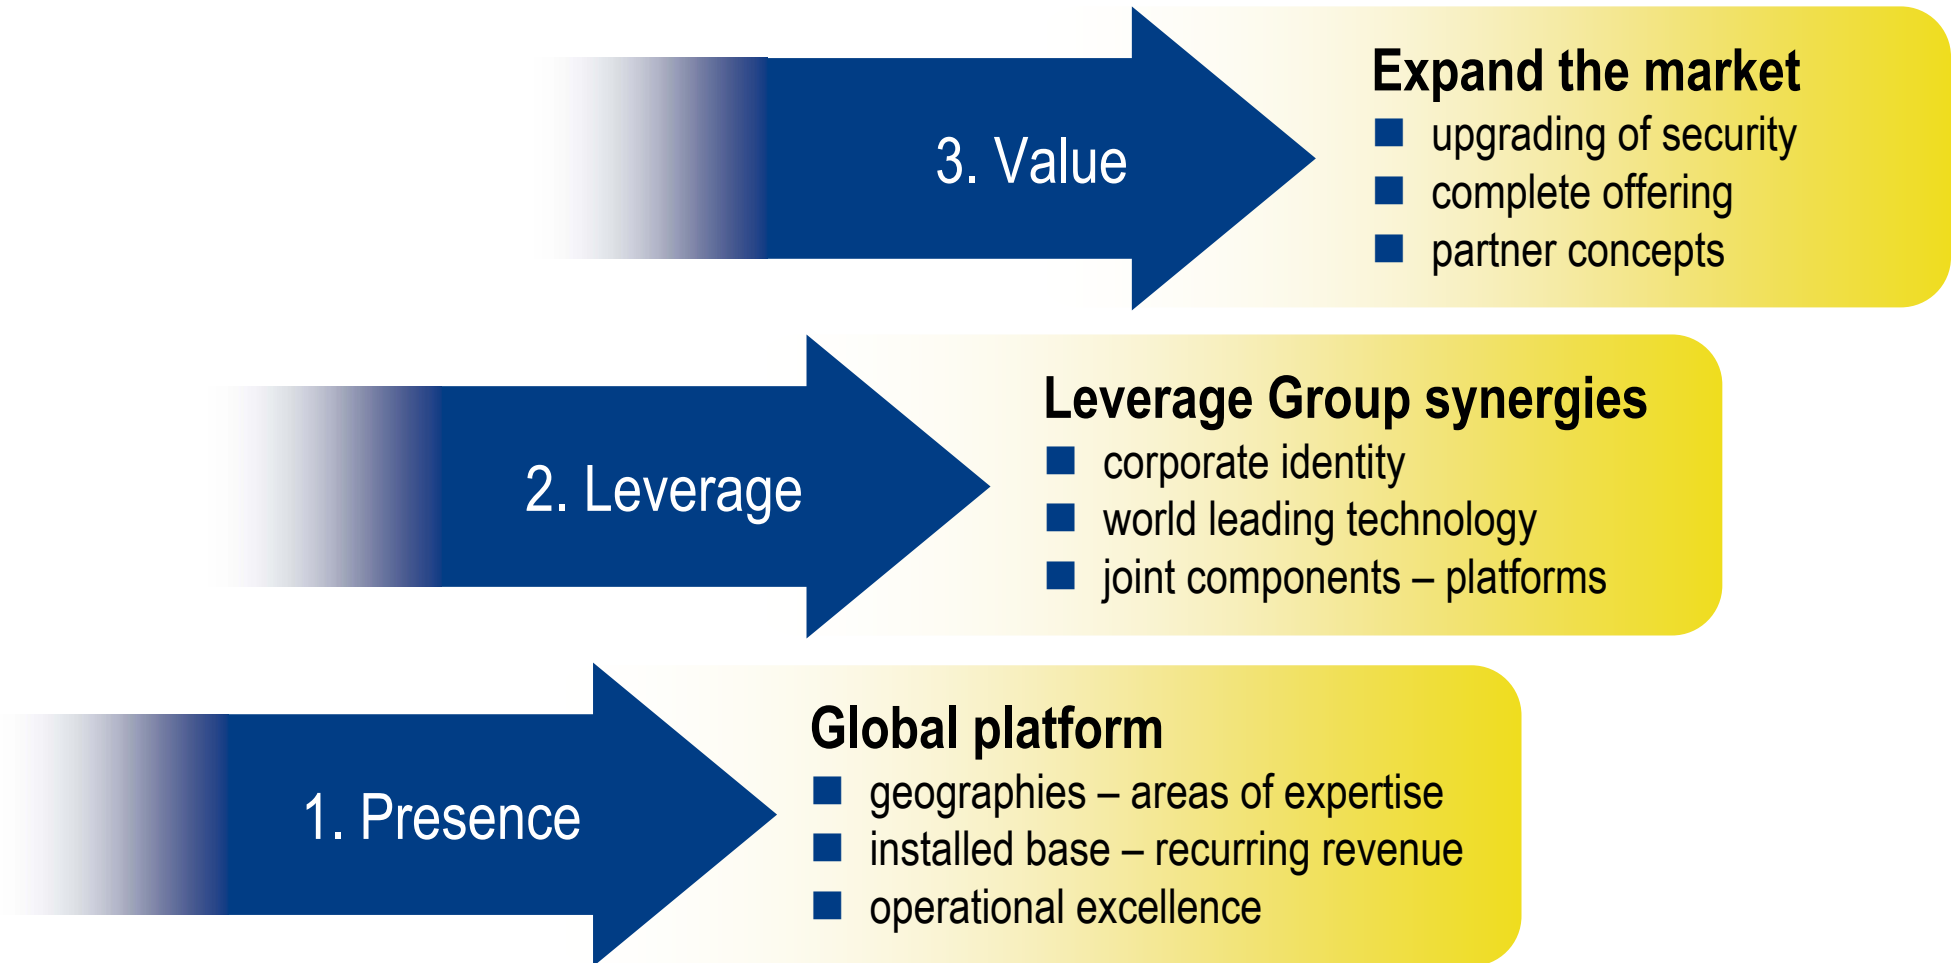 3. Value
Expand the market
upgrading of security
complete offering
partner concepts
2. Leverage
Leverage Group synergies
corporate identity
world leading technology
joint components – platforms
1. Presence
Global platform
geographies – areas of expertise
installed base – recurring revenue
operational excellence